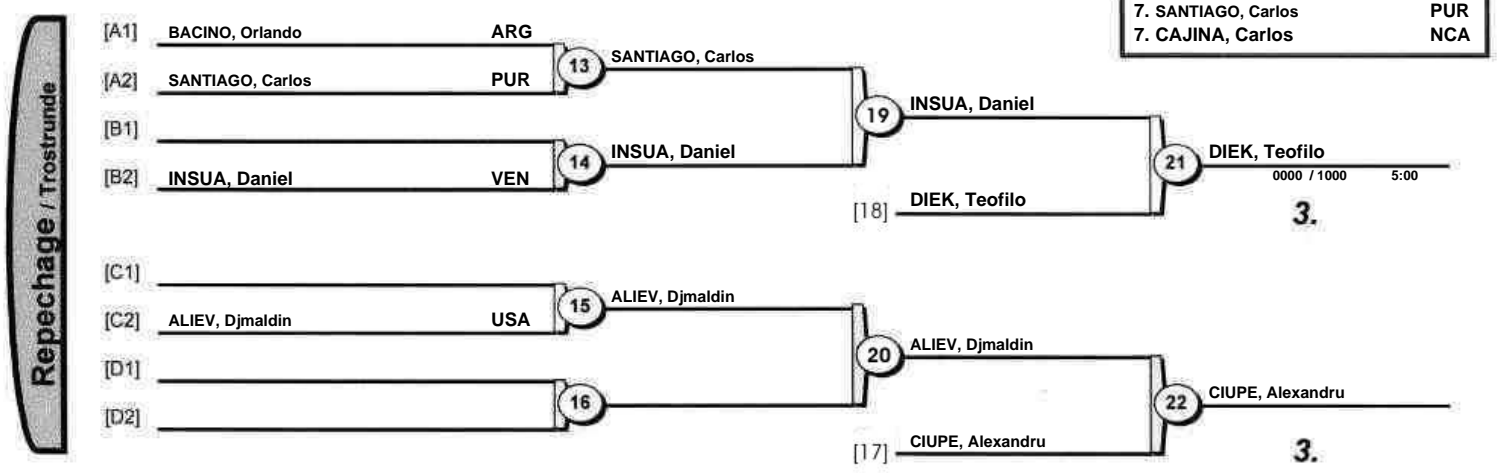 7. SANTIAGO, Carlos PUR
7. CAJINA, Carlos NCA
Repechage / Trostrunde
[A1] BACINO, Orlando ARG
13 SANTIAGO, Carlos
[A2] SANTIAGO, Carlos PUR
19 INSUA, Daniel
[B1]
14 INSUA, Daniel
[B2] INSUA, Daniel VEN
21 DIEK, Teofilo
0000 / 1000 5:00
[18] DIEK, Teofilo
3.
[C1]
15 ALIEV, Djmaldin
[C2] ALIEV, Djmaldin USA
20 ALIEV, Djmaldin
[D1]
16
[D2]
22 CIUPE, Alexandru
[17] CIUPE, Alexandru
3.